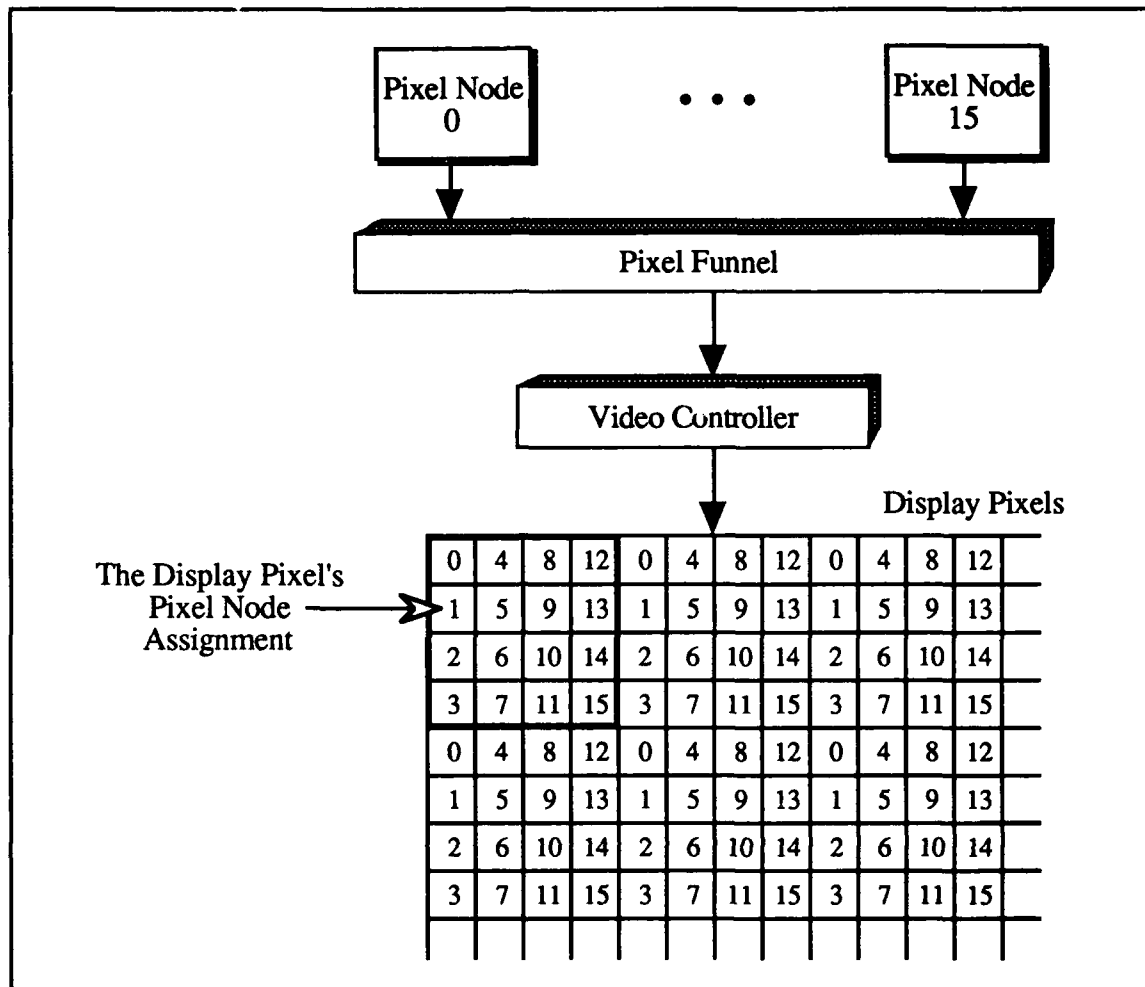 Pixel Node
0
• • •
Pixel Node
15
Pixel Funnel
Video Controller
Display Pixels
The Display Pixel's
Pixel Node
Assignment
0 4 8 12 0 4 8 12 0 4 8 12
1 5 9 13 1 5 9 13 1 5 9 13
2 6 10 14 2 6 10 14 2 6 10 14
3 7 11 15 3 7 11 15 3 7 11 15
0 4 8 12 0 4 8 12 0 4 8 12
1 5 9 13 1 5 9 13 1 5 9 13
2 6 10 14 2 6 10 14 2 6 10 14
3 7 11 15 3 7 11 15 3 7 11 15